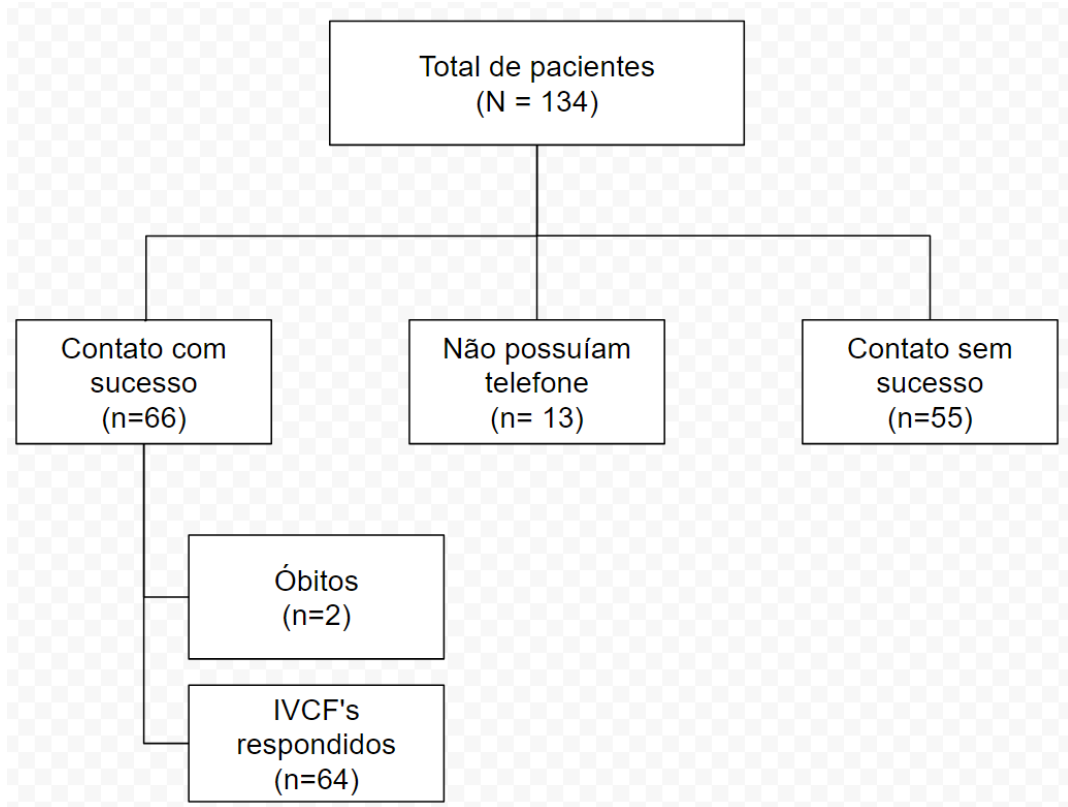 Total de pacientes
(N = 134)
Contato com
sucesso
(n=66)
Não possuíam
telefone
(n= 13)
Contato sem
sucesso
(n=55)
Óbitos
(n=2)
IVCF's
respondidos
(n=64)